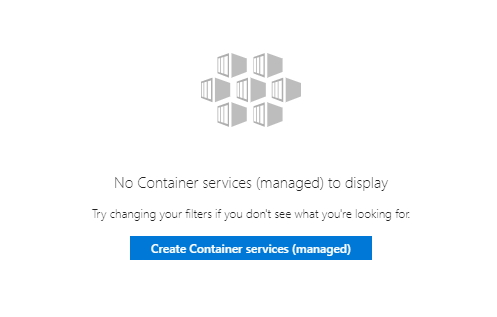 No Container services (managed) to display
Try changing your filters if you don't see what you're looking for.
Create Container services (managed)